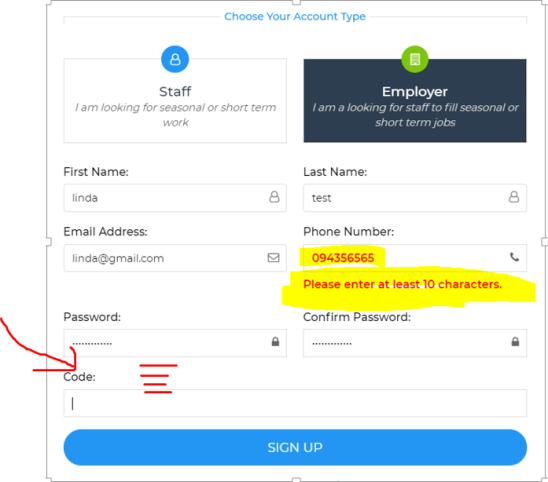 Choose Your Account Type
Staff
I am looking for seasonal or short term
work
Employer
I am a looking for staff to fill seasonal or
short term jobs
First Name:
Last Name:
linda
test
Email Address:
Phone Number:
linda@gmail.com
094356565
Please enter at least 10 characters.
Password:
Confirm Password:
Code:
SIGN UP